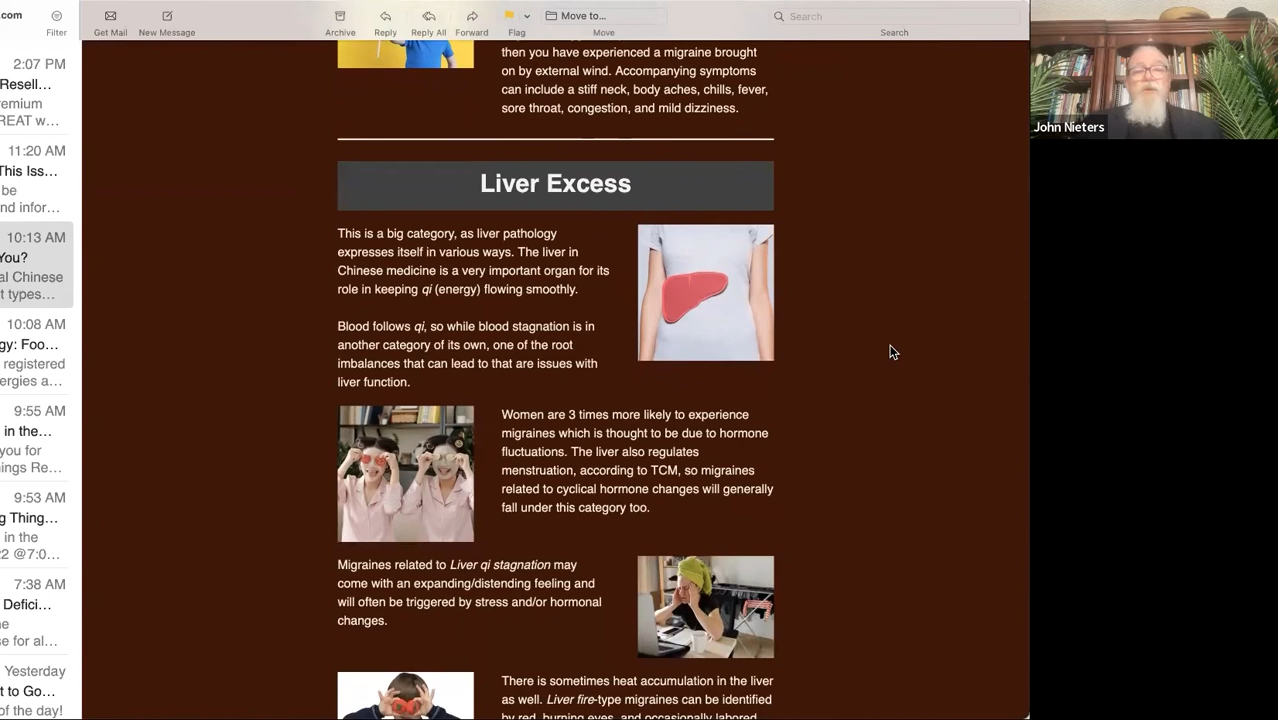 .com
Filter
Get Mail
New Message
Archive
Reply
Reply All
Forward
Flag
Move to...
Move
Search
Search
2:07 PM
Resell...
remium
REAT w...
11:20 AM
This Iss...
be
nd infor...
10:13 AM
You?
al Chinese
t types...
10:08 AM
gy: Foo...
registered
ergies a...
9:55 AM
in the...
you for
ings Re...
9:53 AM
g Thing...
in the
22 @7:0...
7:38 AM
Defici...
ne
se for al...
Yesterday
t to Go...
of the day!
then you have experienced a migraine brought
on by external wind. Accompanying symptoms
can include a stiff neck, body aches, chills, fever,
sore throat, congestion, and mild dizziness.
Liver Excess
This is a big category, as liver pathology
expresses itself in various ways. The liver in
Chinese medicine is a very important organ for its
role in keeping qi (energy) flowing smoothly.
Blood follows qi, so while blood stagnation is in
another category of its own, one of the root
imbalances that can lead to that are issues with
liver function.
Women are 3 times more likely to experience
migraines which is thought to be due to hormone
fluctuations. The liver also regulates
menstruation, according to TCM, so migraines
related to cyclical hormone changes will generally
fall under this category too.
Migraines related to Liver qi stagnation may
come with an expanding/distending feeling and
will often be triggered by stress and/or hormonal
changes.
There is sometimes heat accumulation in the liver
as well. Liver fire-type migraines can be identified
by red, burning eyes, and occasionally labored
John Nieters